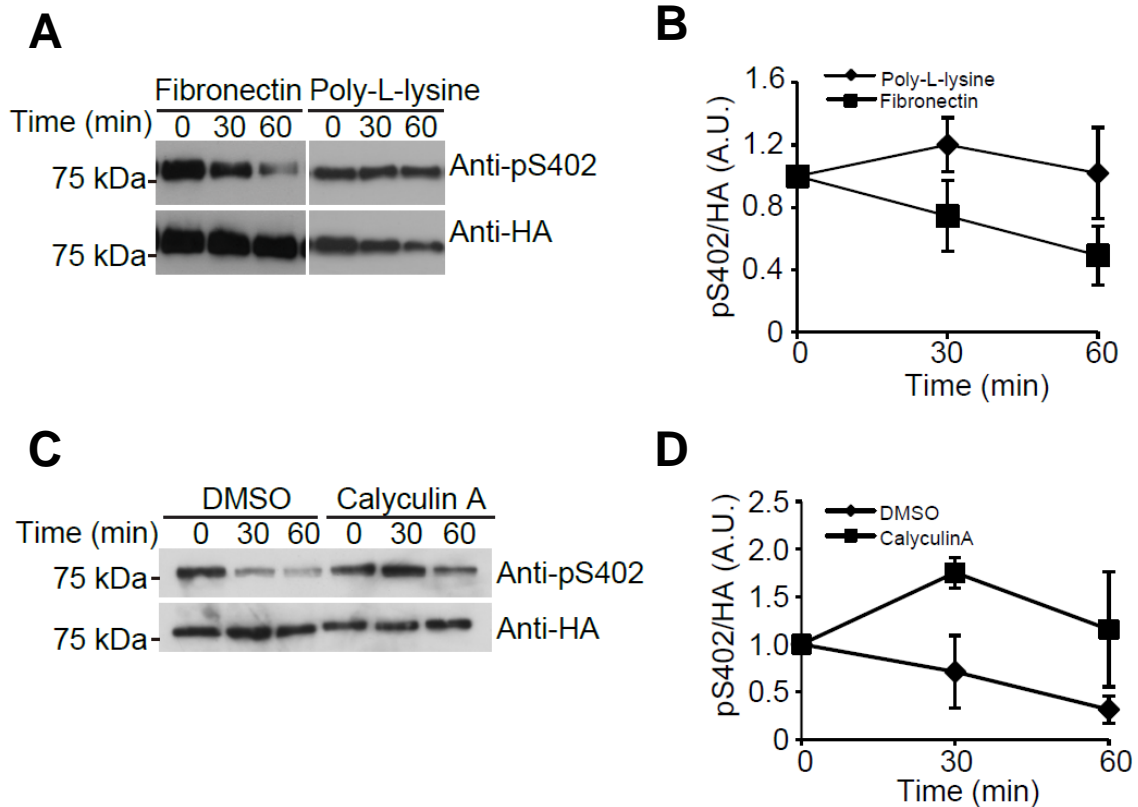 A
Fibronectin Poly-L-lysine
Time (min) 0 30 60 0 30 60
75 kDa Anti-pS402
75 kDa Anti-HA
B
1.6
1.2
0.8
0.4
0
pS402/HA (A.U.)
Poly-L-lysine
Fibronectin
0 30 60
Time (min)
C
DMSO Calyculin A
Time (min) 0 30 60 0 30 60
75 kDa Anti-pS402
75 kDa Anti-HA
D
2.5
2.0
1.5
1.0
0.5
0
pS402/HA (A.U.)
DMSO
CalyculinA
0 30 60
Time (min)